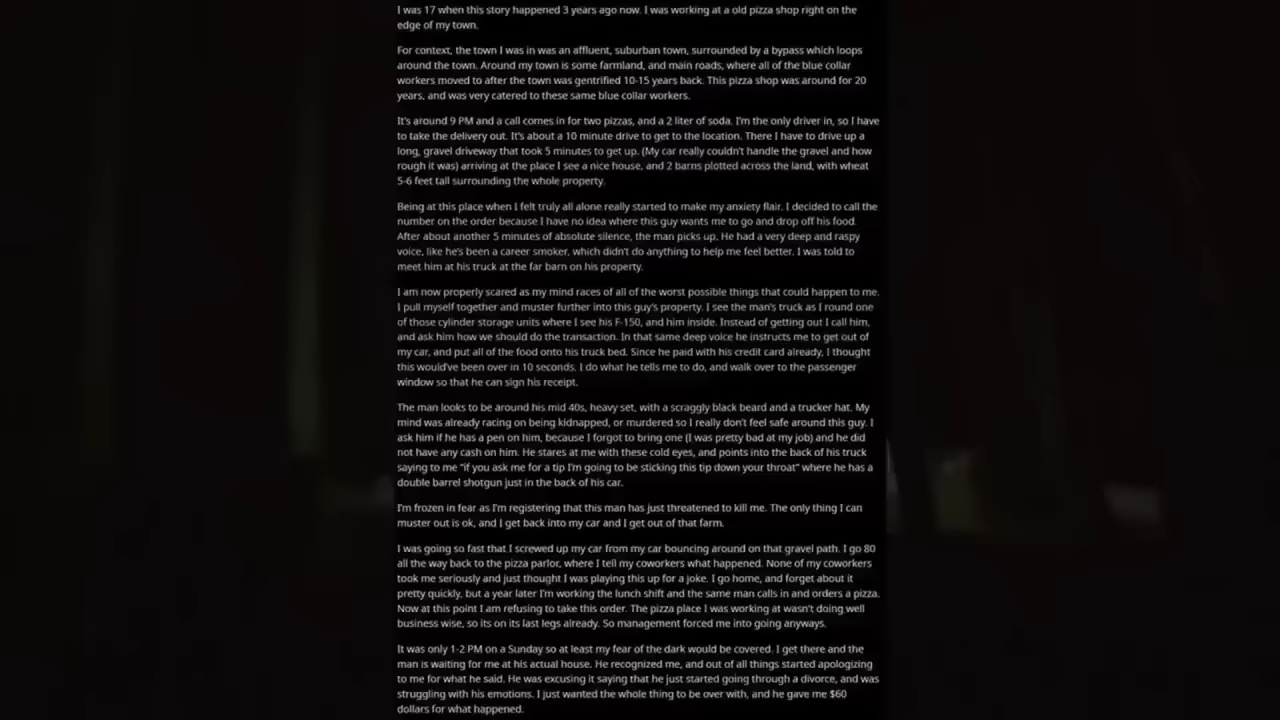 I was 17 when this story happened 3 years ago now. I was working at a old pizza shop right on the
edge of my town.
For context, the town I was in was an affluent, suburban town, surrounded by a bypass which loops
around the town. Around my town is some farmland, and main roads, where all of the blue collar
workers moved to after the town was gentrified 10-15 years back. This pizza shop was around for 20
years, and was very catered to these same blue collar workers.
It's around 9 PM and a call comes in for two pizzas, and a 2 liter of soda. I'm the only driver in, so I have
to take the delivery out. It's about a 10 minute drive to get to the location. There I have to drive up a
long, gravel driveway that took 5 minutes to get up. (My car really couldn't handle the gravel and how
rough it was) arriving at the place I see a nice house, and 2 barns plotted across the land, with wheat
5-6 feet tall surrounding the whole property.
Being at this place when I felt truly all alone really started to make my anxiety flair. I decided to call the
number on the order because I have no idea where this guy wants me to go and drop off his food.
After about another 5 minutes of absolute silence, the man picks up. He had a very deep and raspy
voice, like he's been a career smoker, which didn't do anything to help me feel better. I was told to
meet him at his truck at the far barn on his property.
I am now properly scared as my mind races of all of the worst possible things that could happen to me.
I pull myself together and muster further into this guy's property. I see the man's truck as I round one
of those cylinder storage units where I see his F-150, and him inside. Instead of getting out I call him,
and ask him how we should do the transaction. In that same deep voice he instructs me to get out of
my car, and put all of the food onto his truck bed. Since he paid with his credit card already, I thought
this would've been over in 10 seconds. I do what he tells me to do, and walk over to the passenger
window so that he can sign his receipt.
The man looks to be around his mid 40s, heavy set, with a scraggly black beard and a trucker hat. My
mind was already racing on being kidnapped, or murdered so I really don't feel safe around this guy. I
ask him if he has a pen on him, because I forgot to bring one (I was pretty bad at my job) and he did
not have any cash on him. He stares at me with these cold eyes, and points into the back of his truck
saying to me "if you ask me for a tip I'm going to be sticking this tip down your throat" where he has a
double barrel shotgun just in the back of his car.
I'm frozen in fear as I'm registering that this man has just threatened to kill me. The only thing I can
muster out is ok, and I get back into my car and I get out of that farm.
I was going so fast that I screwed up my car from my car bouncing around on that gravel path. I go 80
all the way back to the pizza parlor, where I tell my coworkers what happened. None of my coworkers
took me seriously and just thought I was playing this up for a joke. I go home, and forget about it
pretty quickly, but a year later I'm working the lunch shift and the same man calls in and orders a pizza.
Now at this point I am refusing to take this order. The pizza place I was working at wasn't doing well
business wise, so its on its last legs already. So management forced me into going anyways.
It was only 1-2 PM on a Sunday so at least my fear of the dark would be covered. I get there and the
man is waiting for me at his actual house. He recognized me, and out of all things started apologizing
to me for what he said. He was excusing it saying that he just started going through a divorce, and was
struggling with his emotions. I just wanted the whole thing to be over with, and he gave me $60
dollars for what happened.